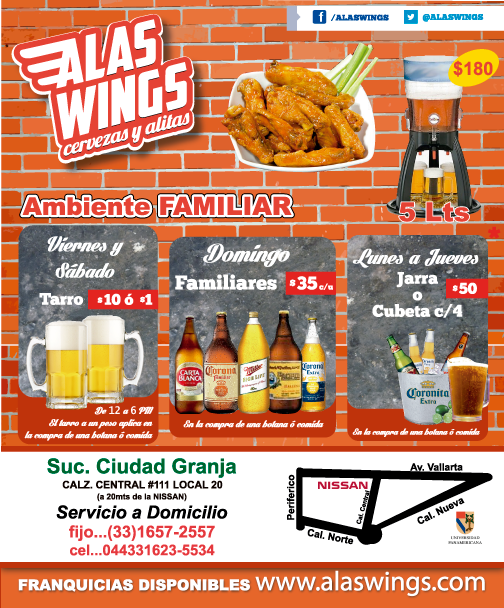 /ALASWINGS
@ALASWINGS
ALAS
WINGS
cervezas y alitas
$180
Ambiente FAMILIAR
5 Lts
Viernes y
Sábado
Tarro $10 ó $1
De 12 a 6 PM
El tarro a un peso aplica en
la compra de una botana ó comida
Domingo
Familiares $35 c/u
CARTA BLANCA
Corona
Familiar
PACIFICO
Corona
Extra
En la compra de una botana ó comida
Lunes a Jueves
Jarra
o
Cubeta c/4
$50
Coronita
Extra
En la compra de una botana ó comida
Suc. Ciudad Granja
CALZ. CENTRAL #111 LOCAL 20
(a 20mts de la NISSAN)
Servicio a Domicilio
fijo...(33)1657-2557
cel...044331623-5534
Periferico
NISSAN
Av. Vallarta
Cal. Central
Cal. Nueva
Cal. Norte
UNIVERSIDAD
PANAMERICANA
FRANQUICIAS DISPONIBLES www.alaswings.com